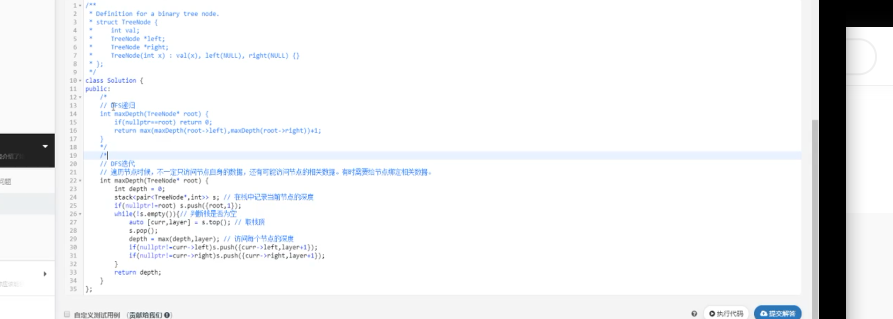 1 /**
2 * Definition for a binary tree node.
3 * struct TreeNode {
4 *     int val;
5 *     TreeNode *left;
6 *     TreeNode *right;
7 *     TreeNode(int x) : val(x), left(NULL), right(NULL) {}
8 * };
9 */
10 class Solution {
11 public:
12     /*
13     // DFS递归
14     int maxDepth(TreeNode* root) {
15         if(nullptr==root) return 0;
16         return max(maxDepth(root->left),maxDepth(root->right))+1;
17     }
18     */
19     /*
20     // DFS迭代
21     // 遍历节点时候，不一定只访问节点自身的数据，还有可能访问节点的相关数据，有时需要给节点绑定相关数据。
22     int maxDepth(TreeNode* root) {
23         int depth = 0;
24         stack<pair<TreeNode*,int>> s; // 在栈中记录当前节点的深度
25         if(nullptr!=root) s.push({root,1});
26         while(!s.empty()){// 判断栈是否为空
27             auto [curr,layer] = s.top(); // 取栈顶
28             s.pop();
29             depth = max(depth,layer); // 访问每个节点的深度
30             if(nullptr!=curr->left)s.push({curr->left,layer+1});
31             if(nullptr!=curr->right)s.push({curr->right,layer+1});
32         }
33         return depth;
34     }
35 };
问题
自定义测试用例 (贡献给我们)
执行代码
提交解答